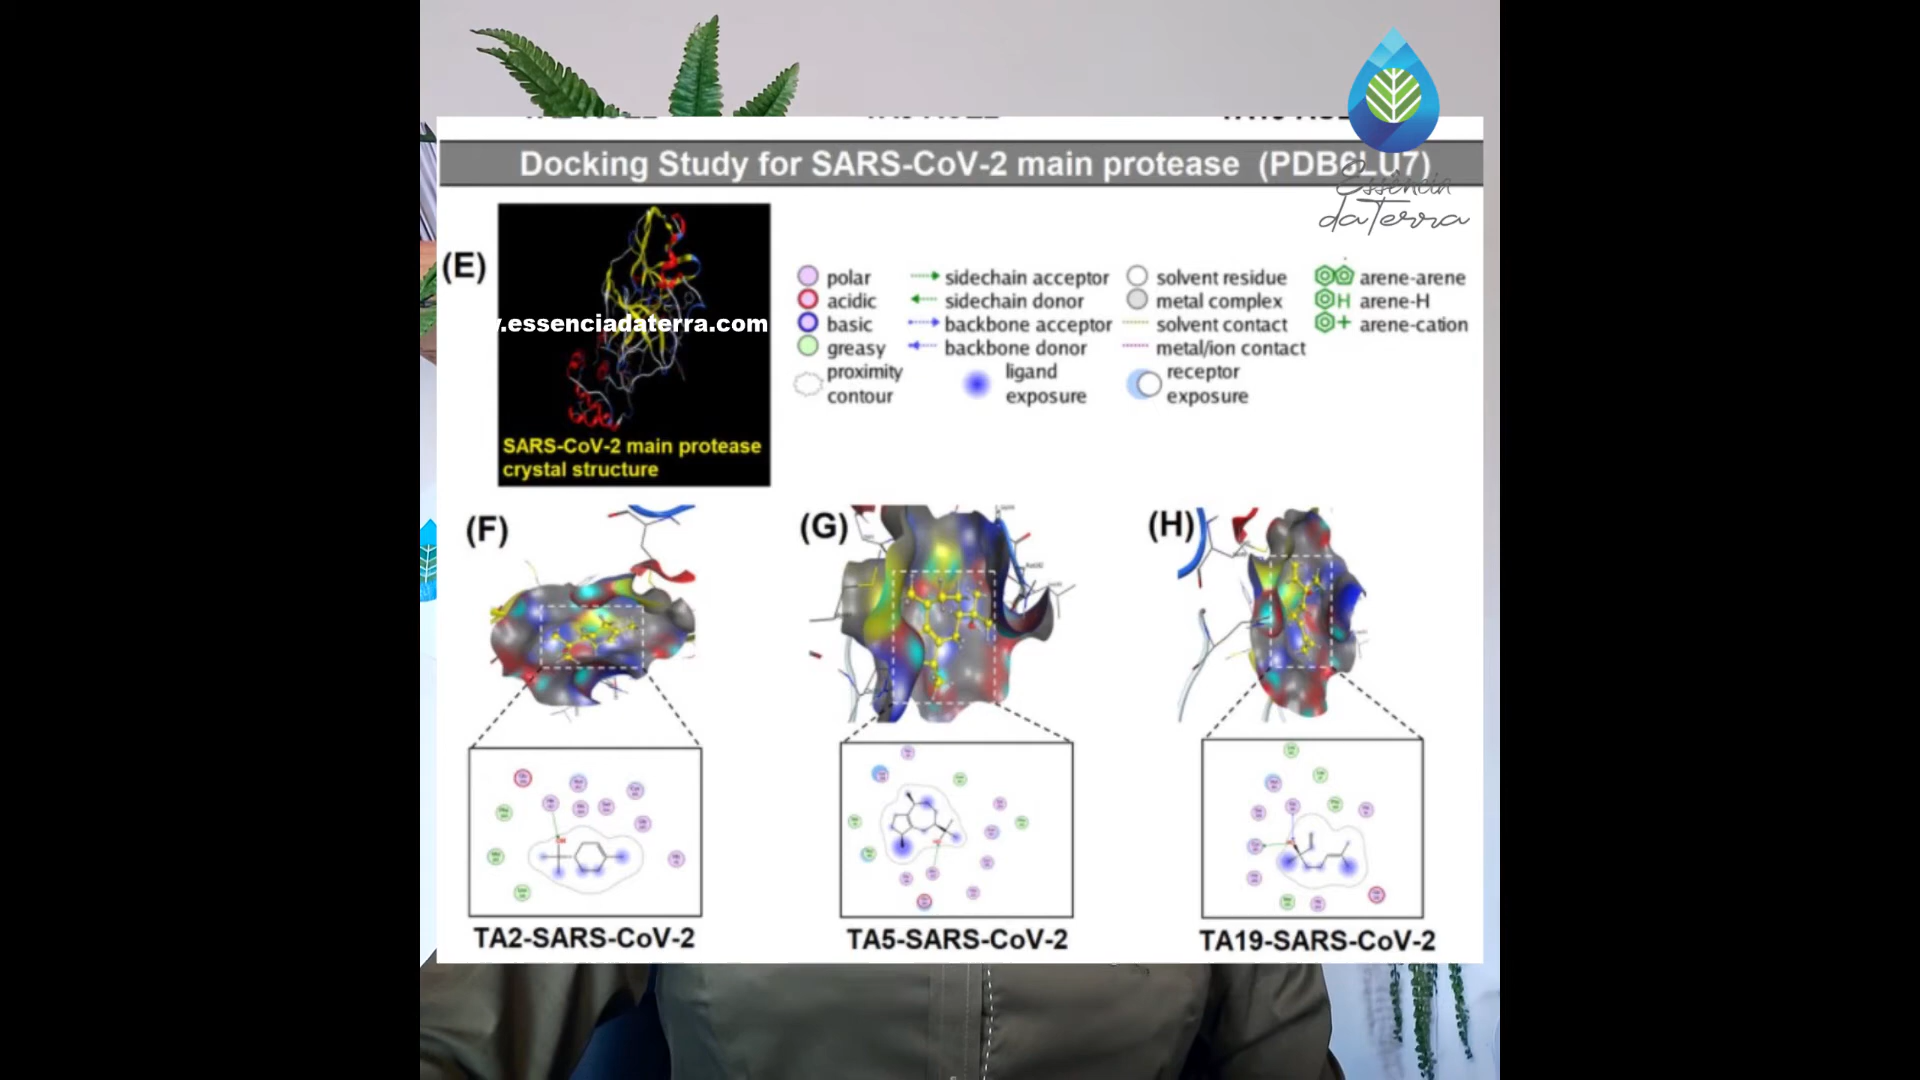 Docking Study for SARS-CoV-2 main protease (PDB6LU7)
Essência
daTerra
(E)
.essenciadaterra.com
SARS-CoV-2 main protease
crystal structure
polar
acidic
basic
greasy
proximity
contour
sidechain acceptor
sidechain donor
backbone acceptor
backbone donor
ligand
exposure
solvent residue
metal complex
solvent contact
metal/ion contact
receptor
exposure
arene-arene
H arene-H
+ arene-cation
(F)
(G)
(H)
TA2-SARS-CoV-2
TA5-SARS-CoV-2
TA19-SARS-CoV-2